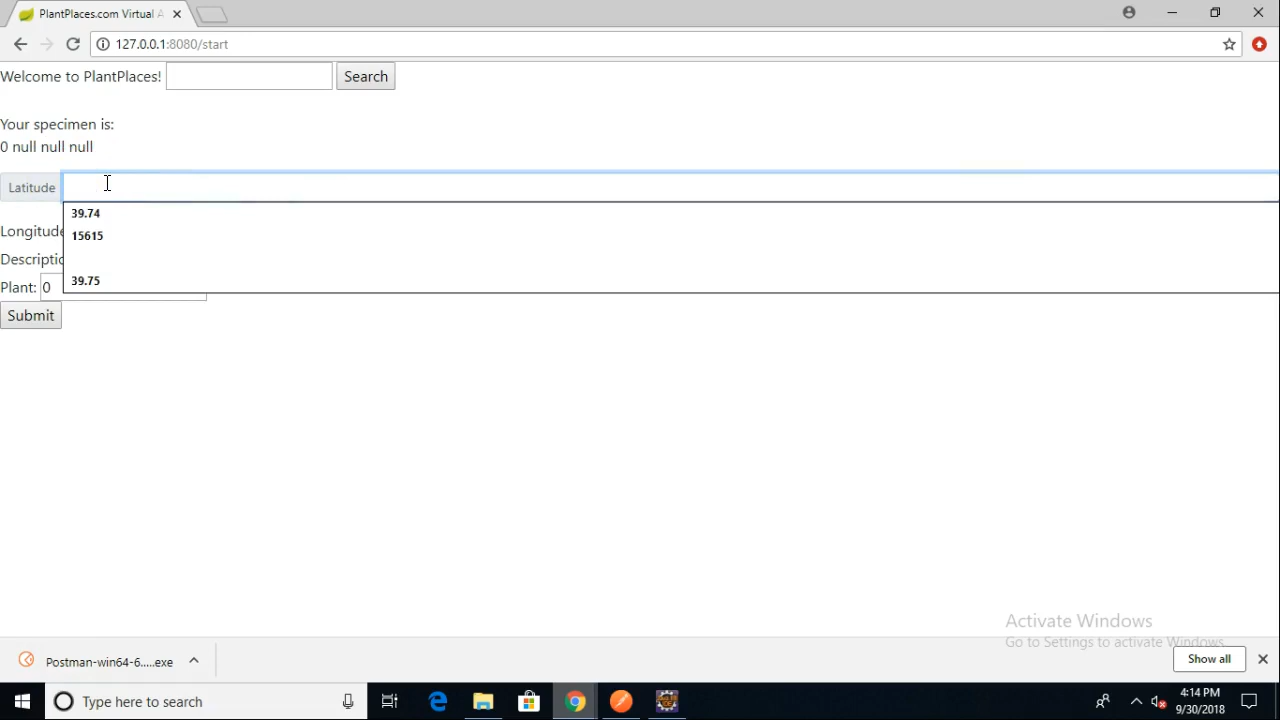 PlantPlaces.com Virtual A
127.0.0.1:8080/start
Welcome to PlantPlaces! Search
Your specimen is:
0 null null null
Latitude
39.74
15615
Longitude
Descriptio
39.75
Plant: 0
Submit
Activate Windows
Go to Settings to activate Windows.
Postman-win64-6.....exe
Show all
Type here to search
4:14 PM
9/30/2018